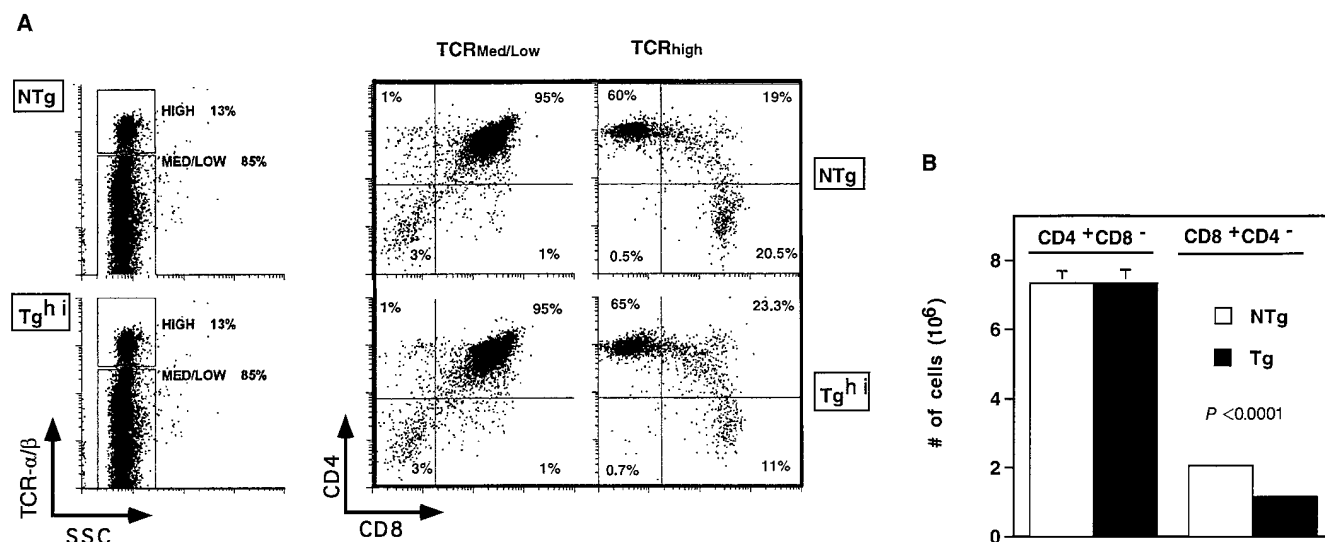 A
TCRMed/Low
TCRhigh
NTg
HIGH 13%
MED/LOW 85%
1%
95%
3%
1%
60%
19%
0.5%
20.5%
NTg
Tghi
HIGH 13%
MED/LOW 85%
1%
95%
3%
1%
65%
23.3%
0.7%
11%
Tghi
TCR-α/β
SSC
CD4
CD8
B
CD4+CD8-
CD8+CD4-
8
6
4
2
0
# of cells (10⁶)
NTg
Tg
P <0.0001